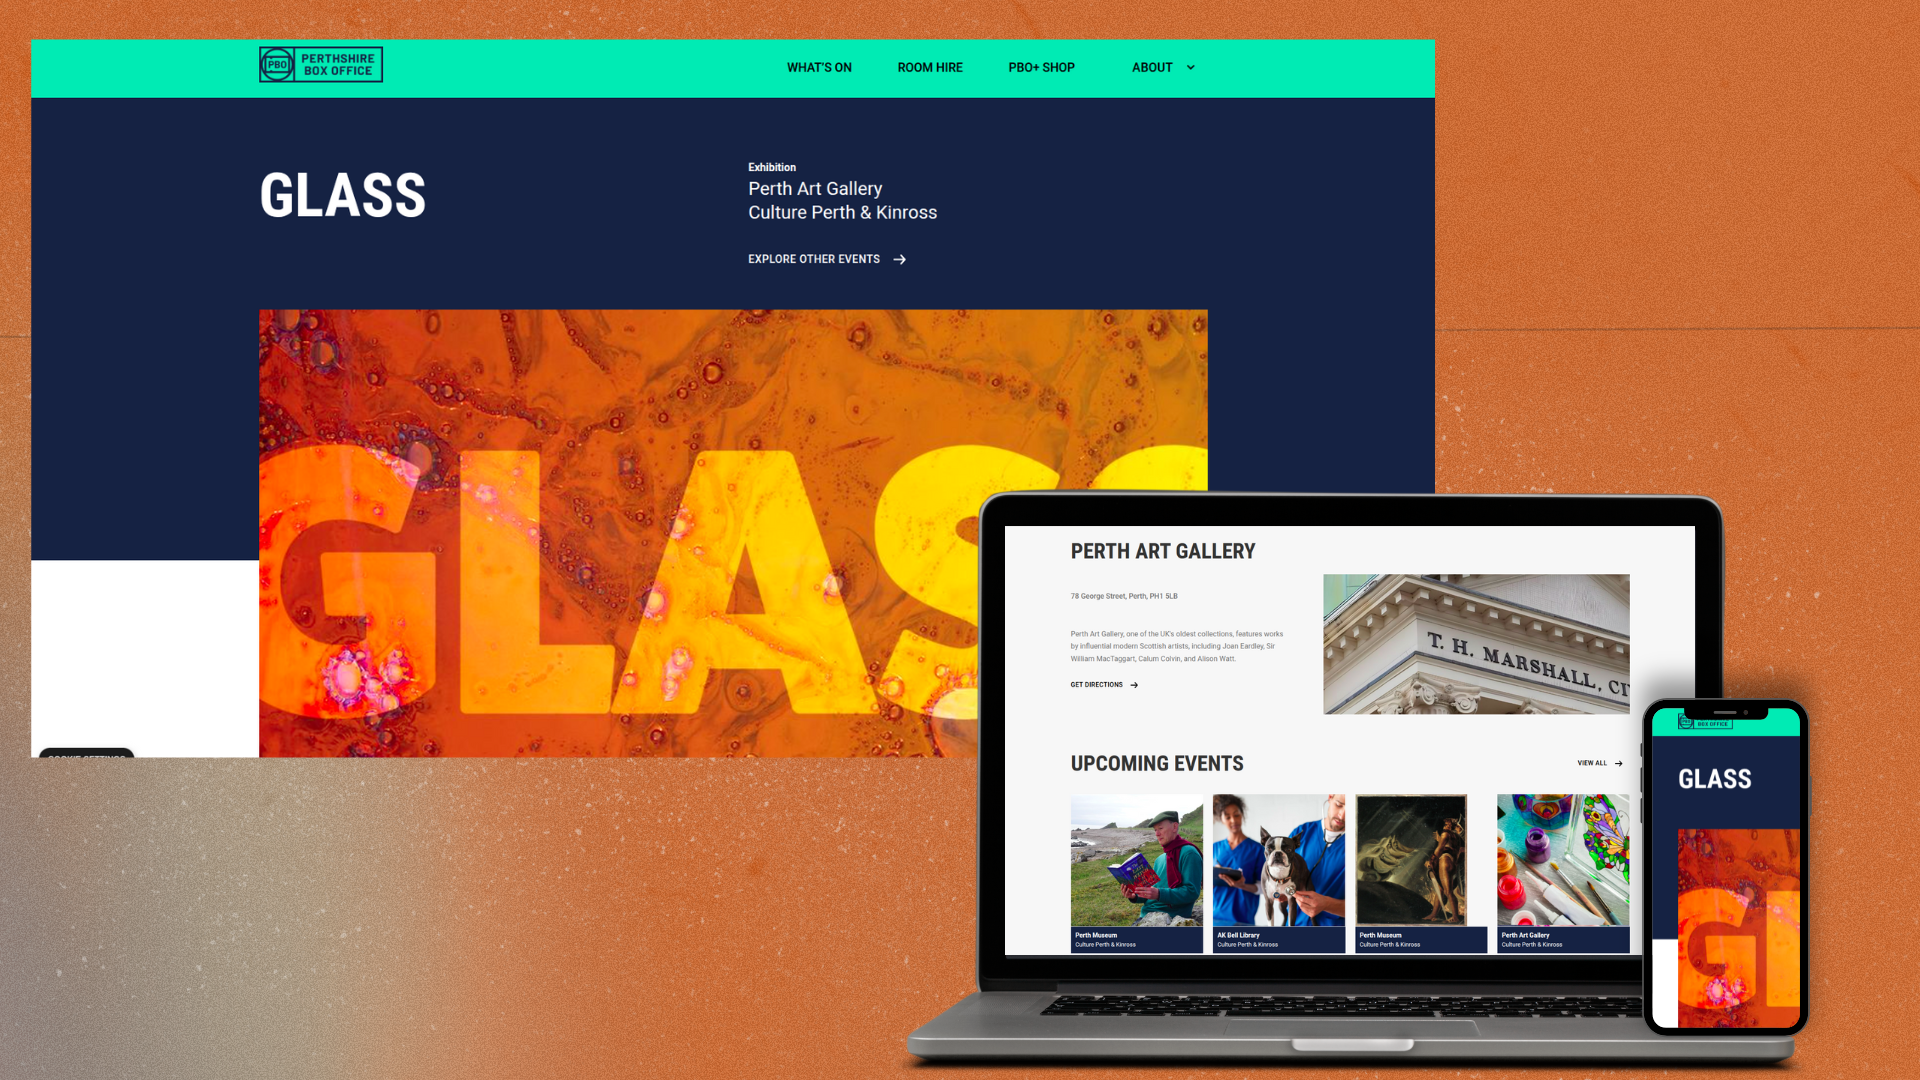 PBO
PERTHSHIRE
BOX OFFICE
WHAT'S ON
ROOM HIRE
PBO+ SHOP
ABOUT
GLASS
Exhibition
Perth Art Gallery
Culture Perth & Kinross
EXPLORE OTHER EVENTS
GLASS
COOKIE SETTINGS
PERTH ART GALLERY
78 George Street, Perth, PH1 5LB
Perth Art Gallery, one of the UK's oldest collections, features works
by influential modern Scottish artists, including Joan Eardley, Sir
William MacTaggart, Calum Colvin, and Alison Watt.
GET DIRECTIONS
T. H. MARSHALL, CI
UPCOMING EVENTS
VIEW ALL
Perth Museum
Culture Perth & Kinross
AK Bell Library
Culture Perth & Kinross
Perth Museum
Culture Perth & Kinross
Perth Art Gallery
Culture Perth & Kinross
PBO
BOX OFFICE
GLASS
GL